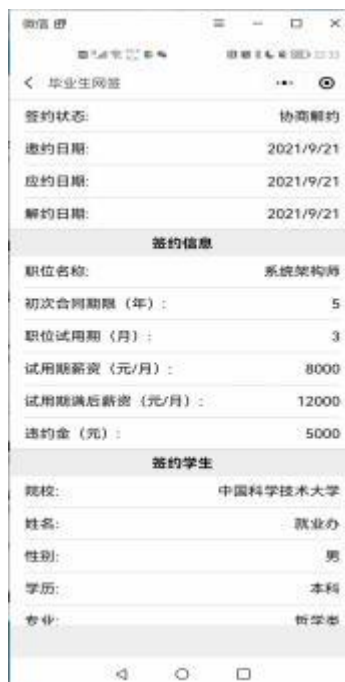 毕业生网签
签约状态: 协商解约
邀约日期: 2021/9/21
应约日期: 2021/9/21
解约日期: 2021/9/21
签约信息
职位名称: 系统架构师
初次合同期限（年）: 5
职位试用期（月）: 3
试用期薪资（元/月）: 8000
试用期满后薪资（元/月）: 12000
违约金（元）: 5000
签约学生
院校: 中国科学技术大学
姓名: 就业办
性别: 男
学历: 本科
专业: 哲学类